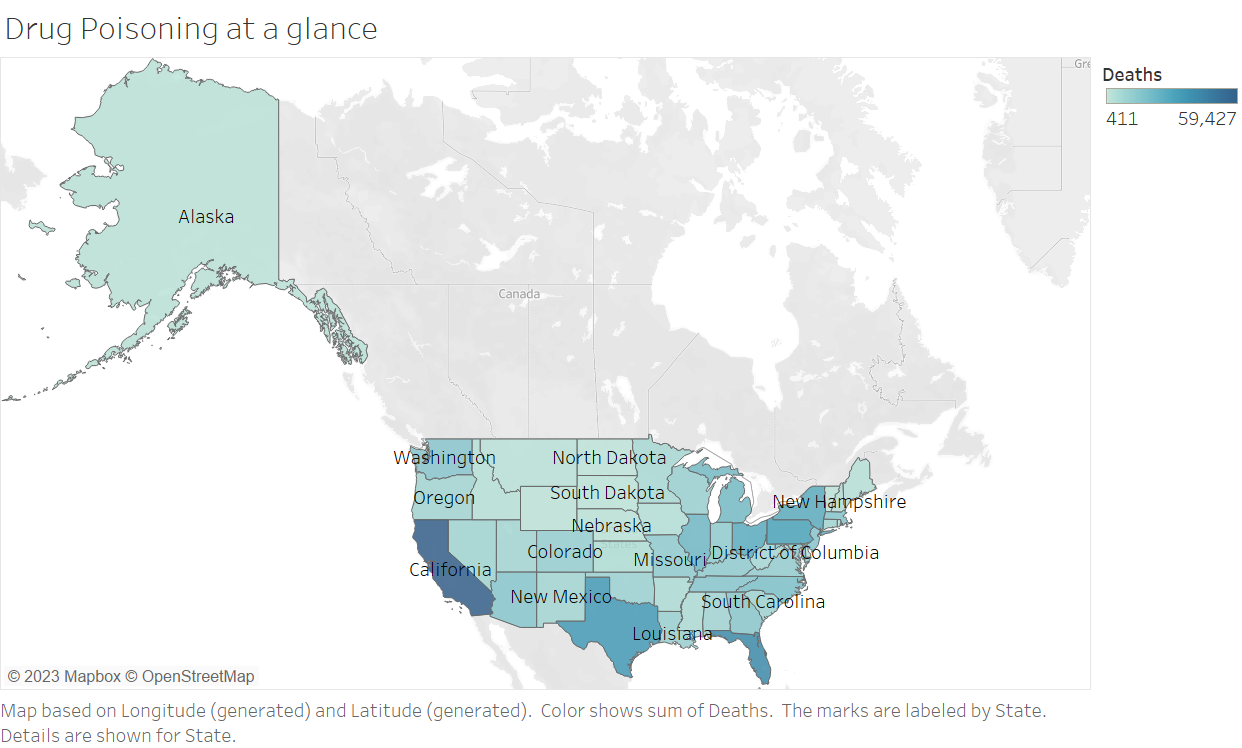 Drug Poisoning at a glance
Deaths
411 59,427
Gre
Alaska
Canada
Washington
North Dakota
Oregon
South Dakota
New Hampshire
Nebraska
Colorado
Missouri
District of Columbia
California
New Mexico
South Carolina
Louisiana
© 2023 Mapbox © OpenStreetMap
Map based on Longitude (generated) and Latitude (generated).  Color shows sum of Deaths.  The marks are labeled by State.
Details are shown for State.